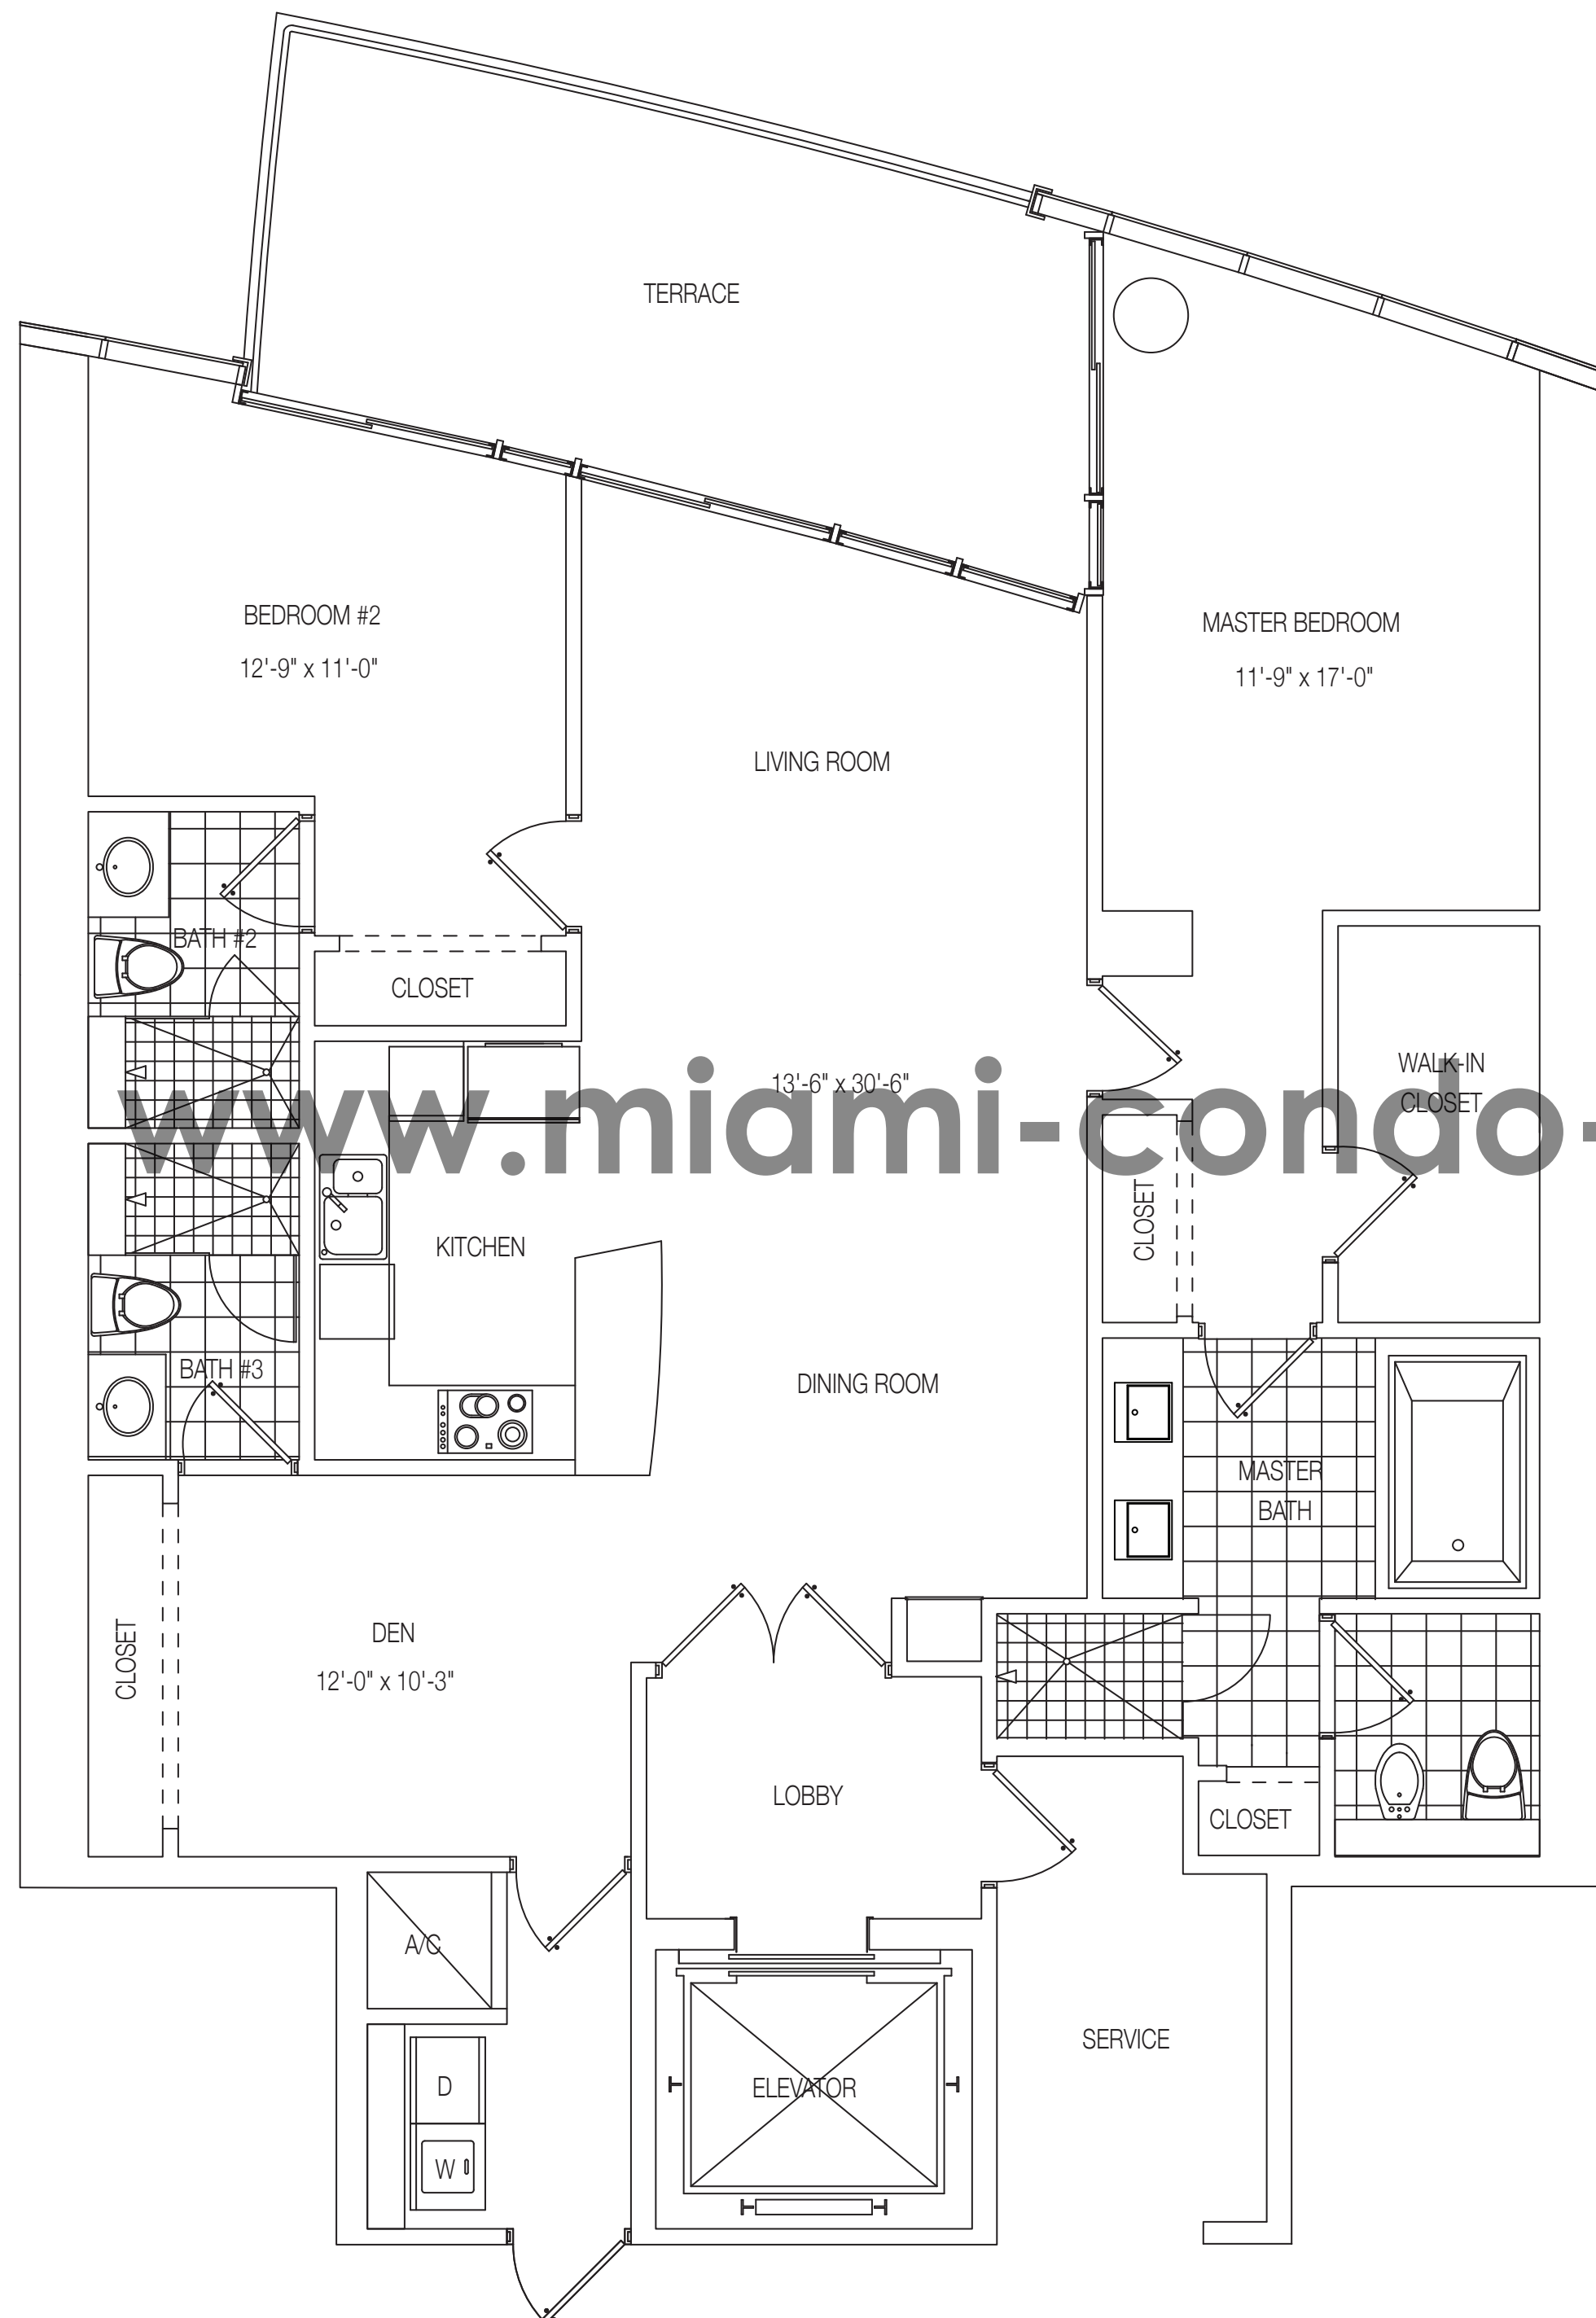 TERRACE
BEDROOM #2
12'-9" x 11'-0"
MASTER BEDROOM
11'-9" x 17'-0"
LIVING ROOM
BATH #2
CLOSET
13'-6" x 30'-6"
WALK-IN
CLOSET
www.miami-condo-
CLOSET
KITCHEN
BATH #3
DINING ROOM
MASTER
BATH
CLOSET
DEN
12'-0" x 10'-3"
LOBBY
CLOSET
A/C
SERVICE
D
ELEVATOR
W